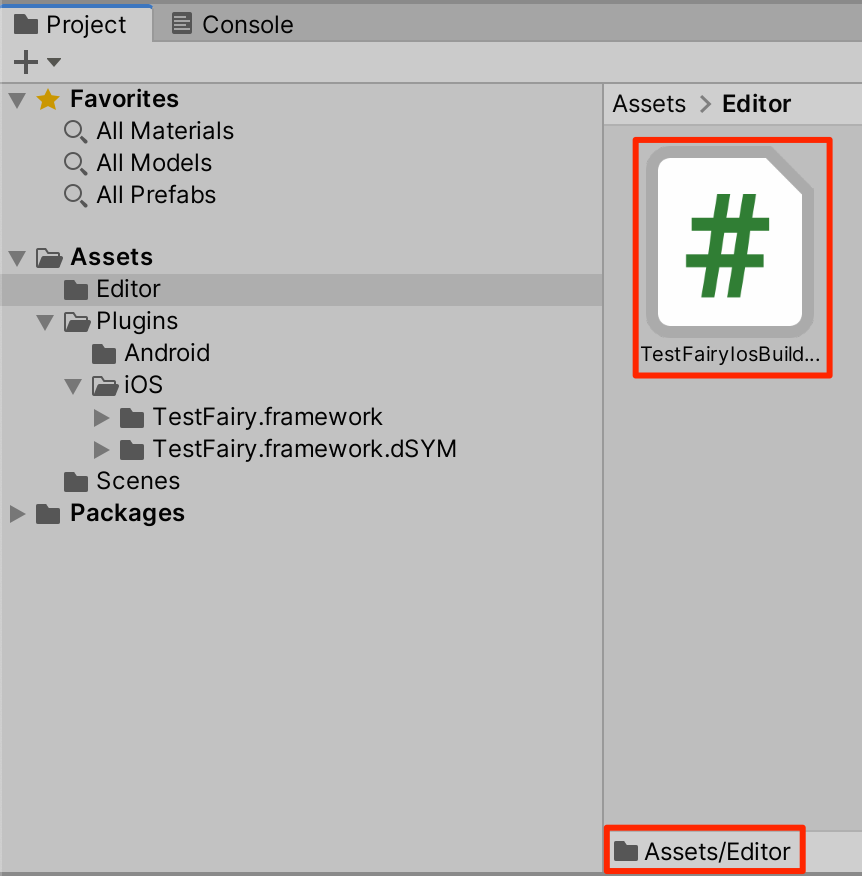 Project Console
Favorites
All Materials
All Models
All Prefabs
Assets
Editor
Plugins
Android
iOS
TestFairy.framework
TestFairy.framework.dSYM
Scenes
Packages
Assets > Editor
#
TestFairyIosBuild...
Assets/Editor